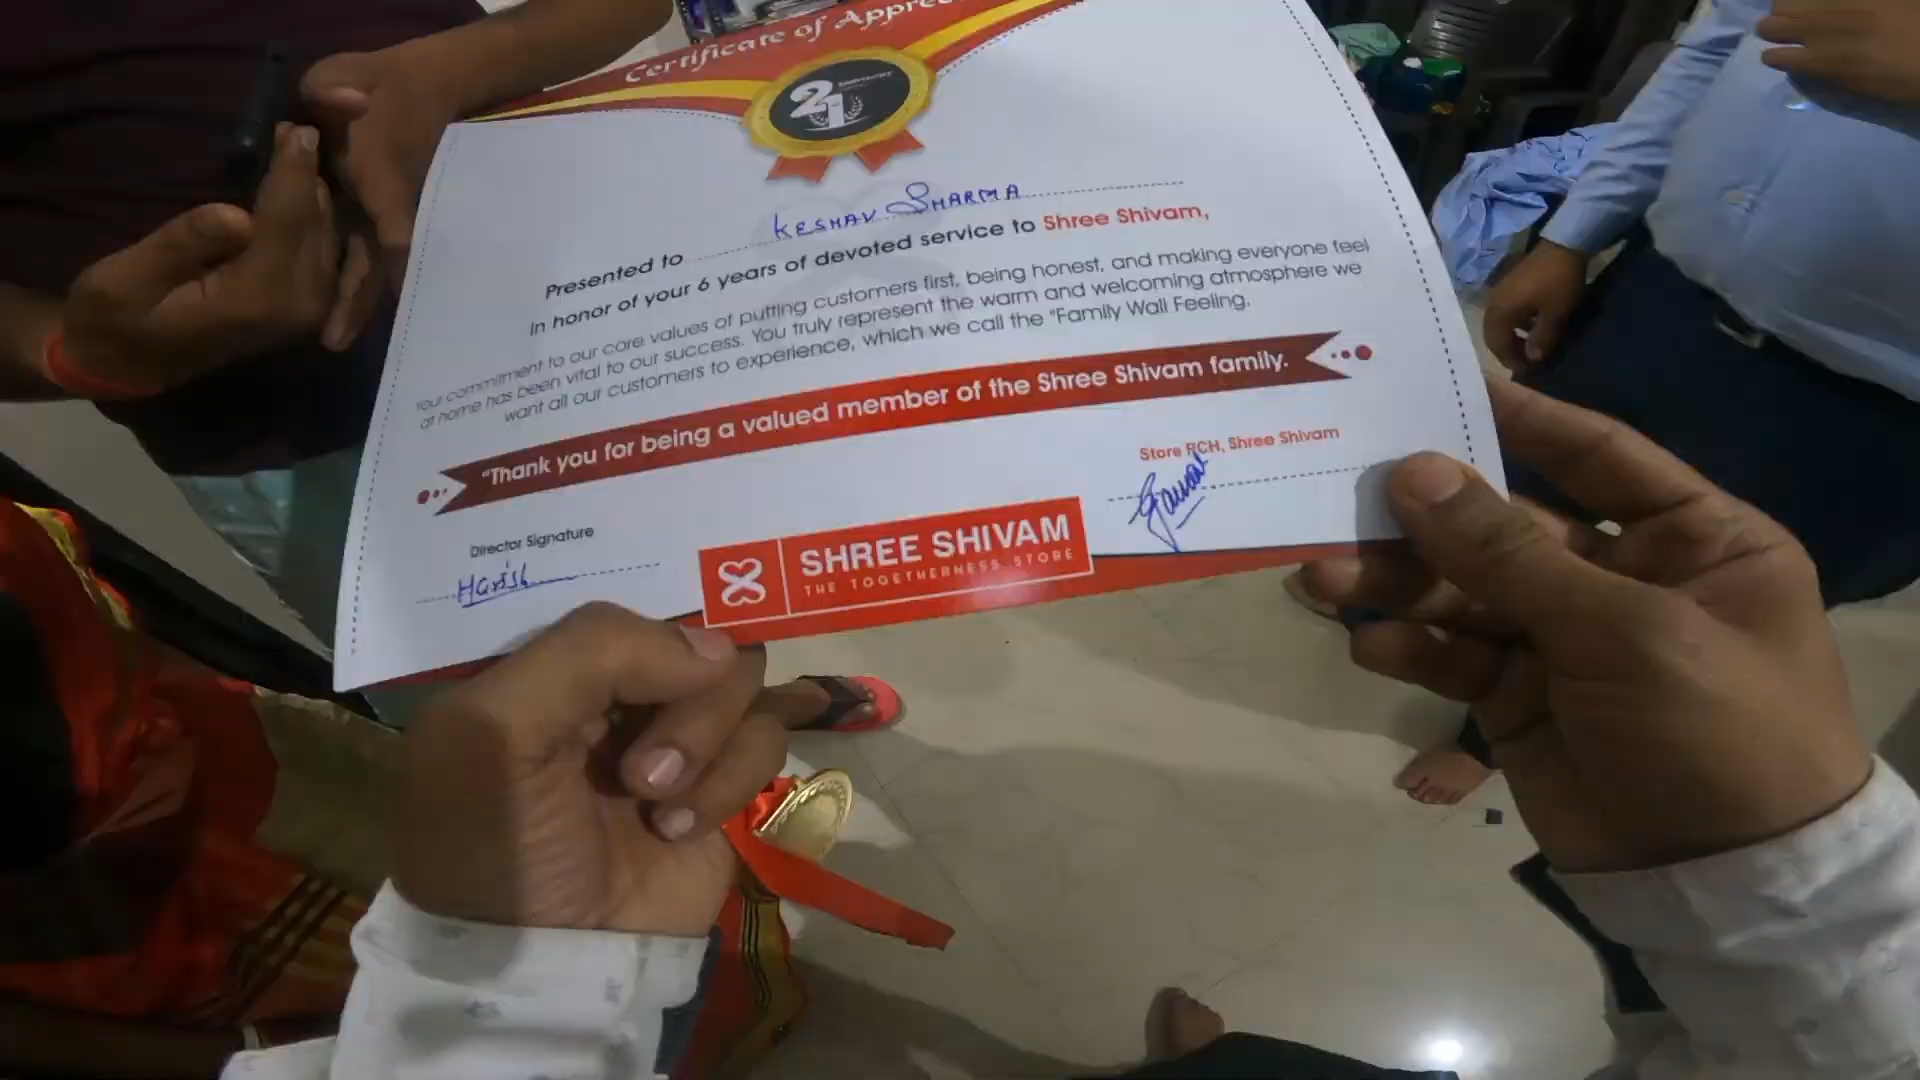 Certificate of
21
Presented to KESHAV SHARMA
In honor of your 6 years of devoted service to Shree Shivam,
Your commitment to our core values of putting customers first, being honest, and making everyone feel
at home has been vital to our success. You truly represent the warm and welcoming atmosphere we
want all our customers to experience, which we call the "Family Wall Feeling.
"Thank you for being a valued member of the Shree Shivam family.
Store RCH, Shree Shivam
Director Signature
Harish
SHREE SHIVAM
THE TOGETHERNESS STORE